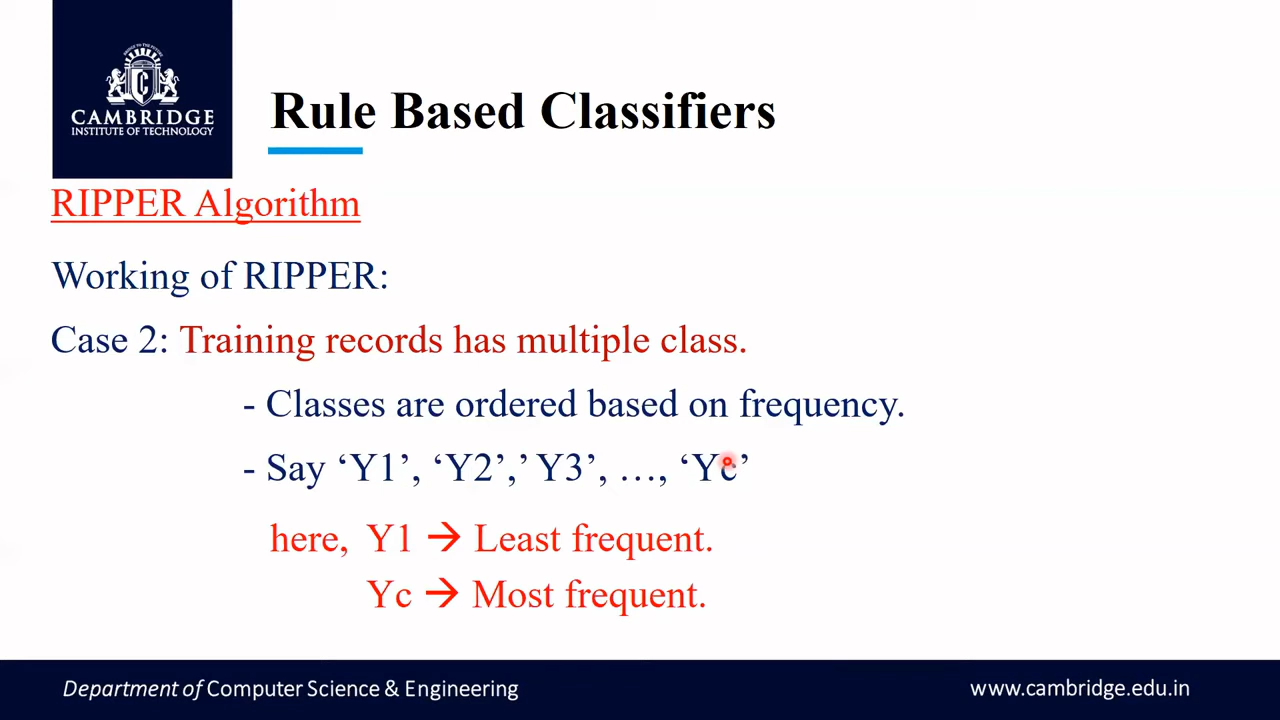 CAMBRIDGE
INSTITUTE OF TECHNOLOGY
Rule Based Classifiers
RIPPER Algorithm
Working of RIPPER:
Case 2: Training records has multiple class.
- Classes are ordered based on frequency.
- Say ‘Y1’, ‘Y2’,’ Y3’, …, ‘Yc’
here, Y1 → Least frequent.
Yc → Most frequent.
Department of Computer Science & Engineering
www.cambridge.edu.in